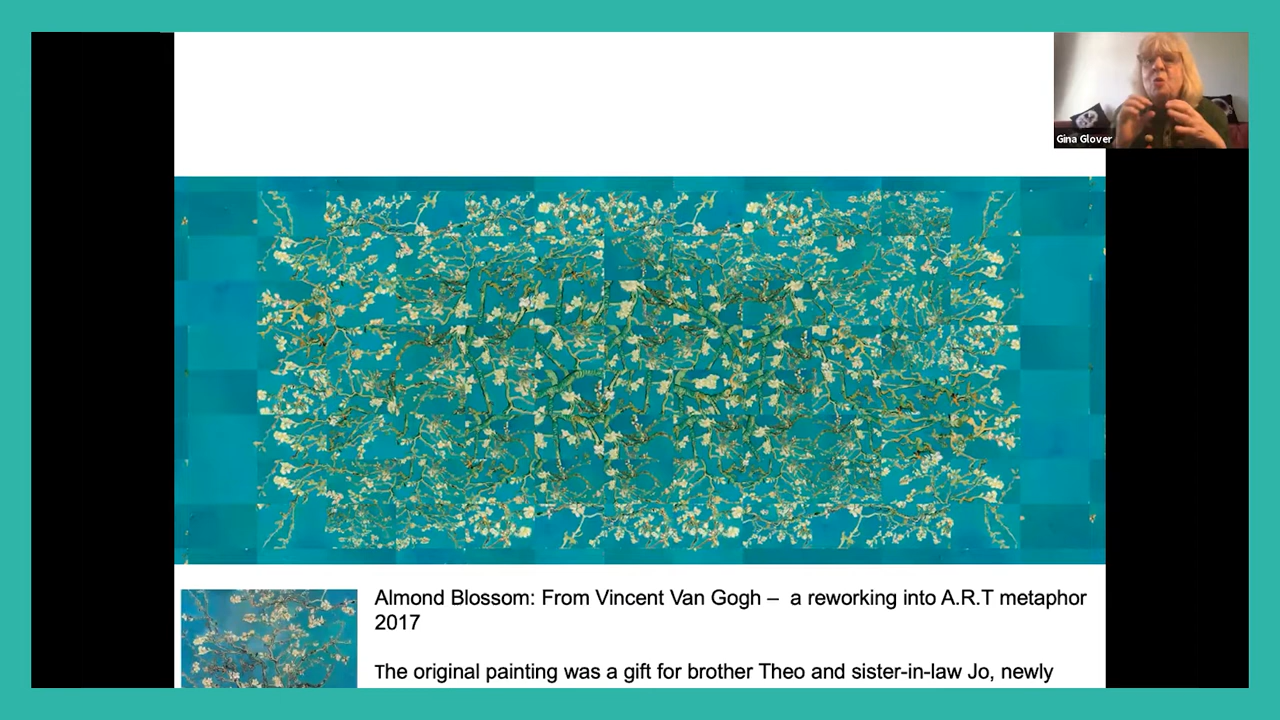 Gina Glover
Almond Blossom: From Vincent Van Gogh – a reworking into A.R.T metaphor
2017
The original painting was a gift for brother Theo and sister-in-law Jo, newly